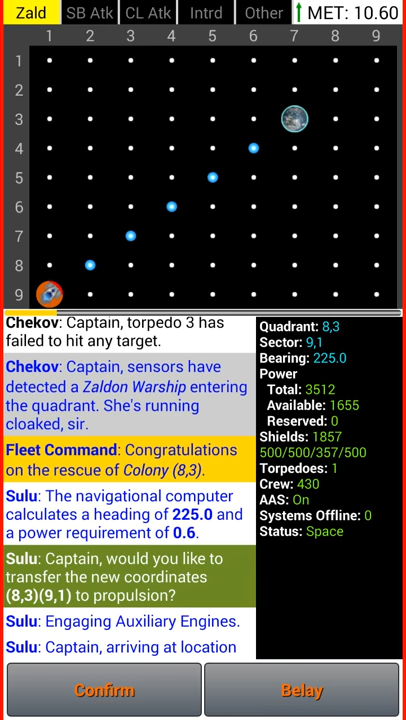 Zald SB Atk CL Atk Intrd Other MET: 10.60
1 2 3 4 5 6 7 8 9
1
2
3
4
5
6
7
8
9
Chekov: Captain, torpedo 3 has
failed to hit any target.
Chekov: Captain, sensors have
detected a Zaldon Warship entering
the quadrant. She's running
cloaked, sir.
Fleet Command: Congratulations
on the rescue of Colony (8,3).
Sulu: The navigational computer
calculates a heading of 225.0 and
a power requirement of 0.6.
Sulu: Captain, would you like to
transfer the new coordinates
(8,3)(9,1) to propulsion?
Sulu: Engaging Auxiliary Engines.
Sulu: Captain, arriving at location
Quadrant: 8,3
Sector: 9,1
Bearing: 225.0
Power
Total: 3512
Available: 1655
Reserved: 0
Shields: 1857
500/500/357/500
Torpedoes: 1
Crew: 430
AAS: On
Systems Offline: 0
Status: Space
Confirm Belay